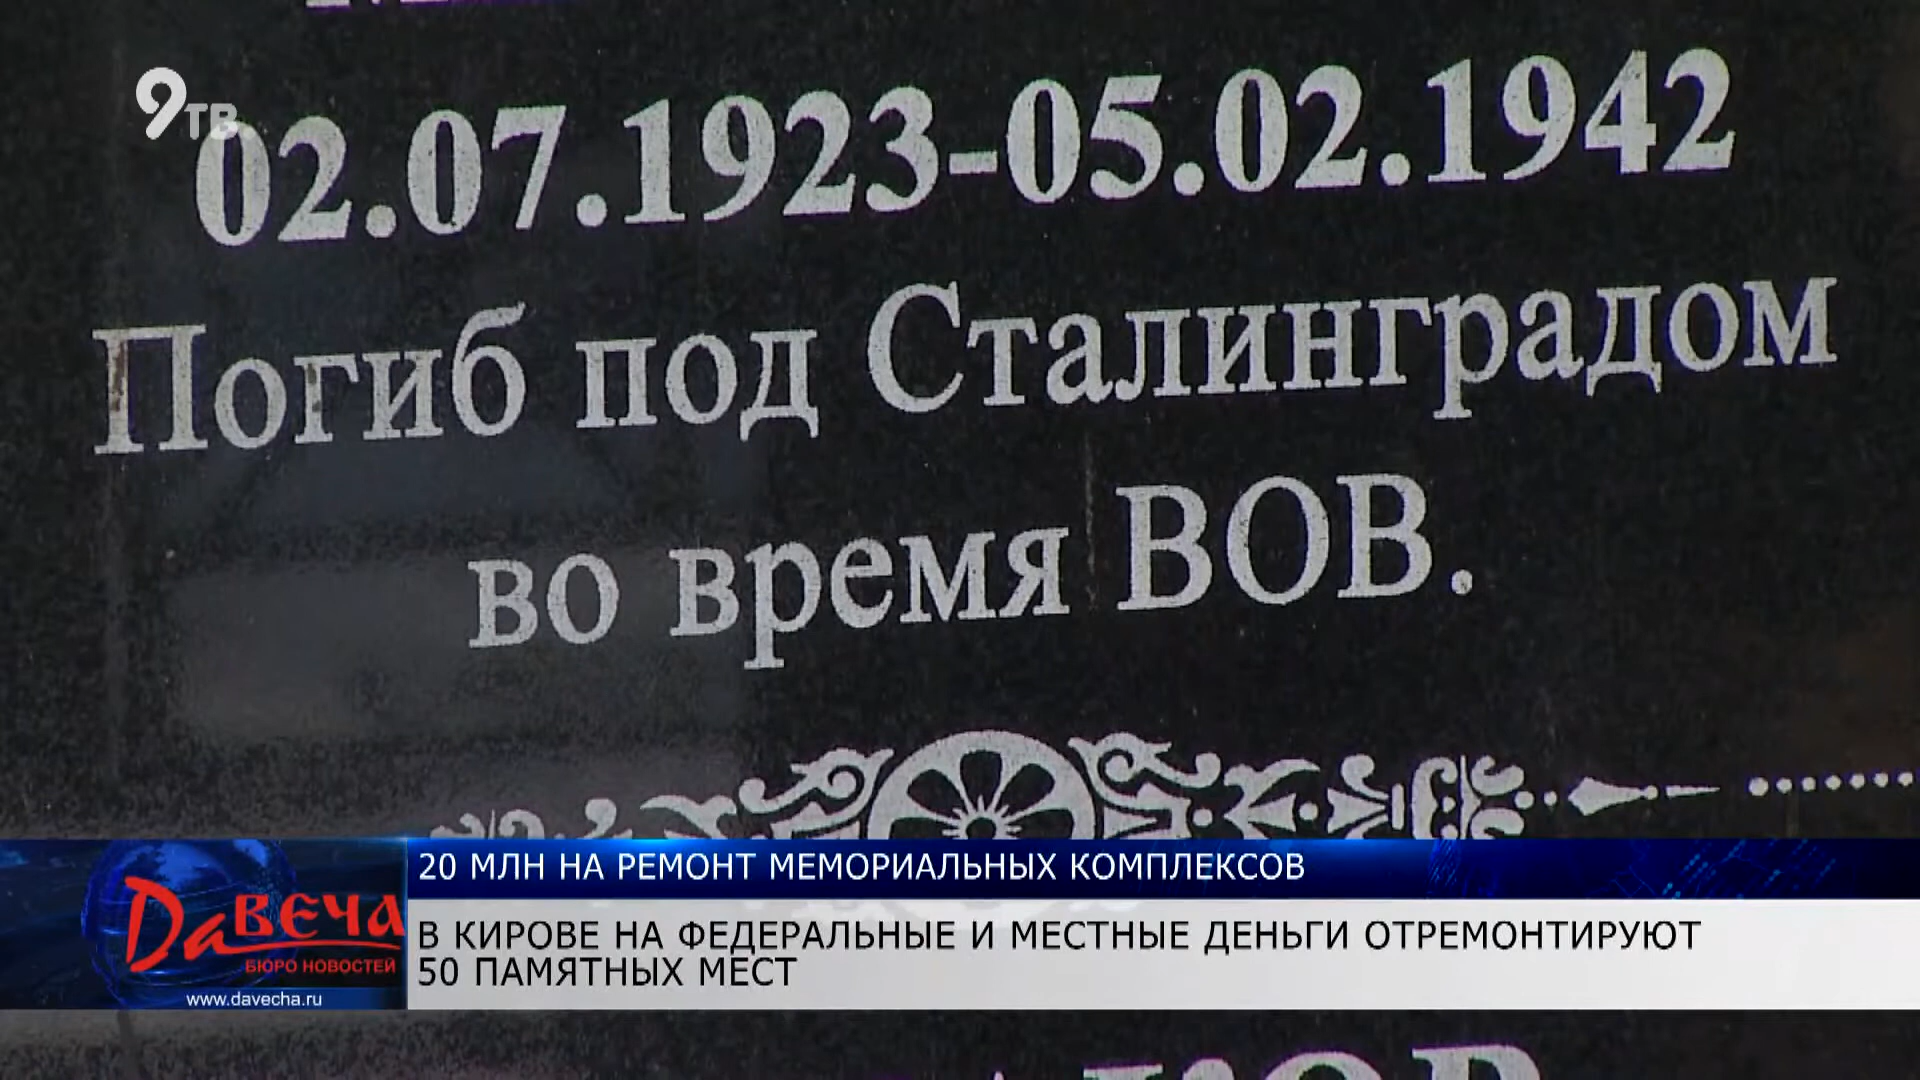 9ТВ.
02.07.1923-05.02.1942
Погиб под Сталинградом
во время ВОВ.
20 МЛН НА РЕМОНТ МЕМОРИАЛЬНЫХ КОМПЛЕКСОВ
ДаВЕЧА
БЮРО НОВОСТЕЙ
www.davecha.ru
В КИРОВЕ НА ФЕДЕРАЛЬНЫЕ И МЕСТНЫЕ ДЕНЬГИ ОТРЕМОНТИРУЮТ
50 ПАМЯТНЫХ МЕСТ